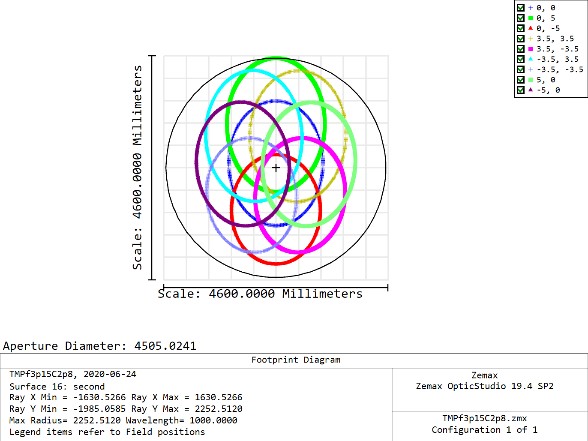 0, 0
0, 5
0, -5
3.5, 3.5
3.5, -3.5
-3.5, 3.5
-3.5, -3.5
5, 0
-5, 0
Scale: 4600.0000 Millimeters
Scale: 4600.0000 Millimeters
Aperture Diameter: 4505.0241
Footprint Diagram
TMPf3p15C2p8, 2020-06-24
Surface 16: second
Ray X Min = -1630.5266 Ray X Max = 1630.5266
Ray Y Min = -1985.0585 Ray Y Max = 2252.5120
Max Radius= 2252.5120 Wavelength= 1000.0000
Legend items refer to Field positions
Zemax
Zemax OpticStudio 19.4 SP2
TMPf3p15C2p8.zmx
Configuration 1 of 1